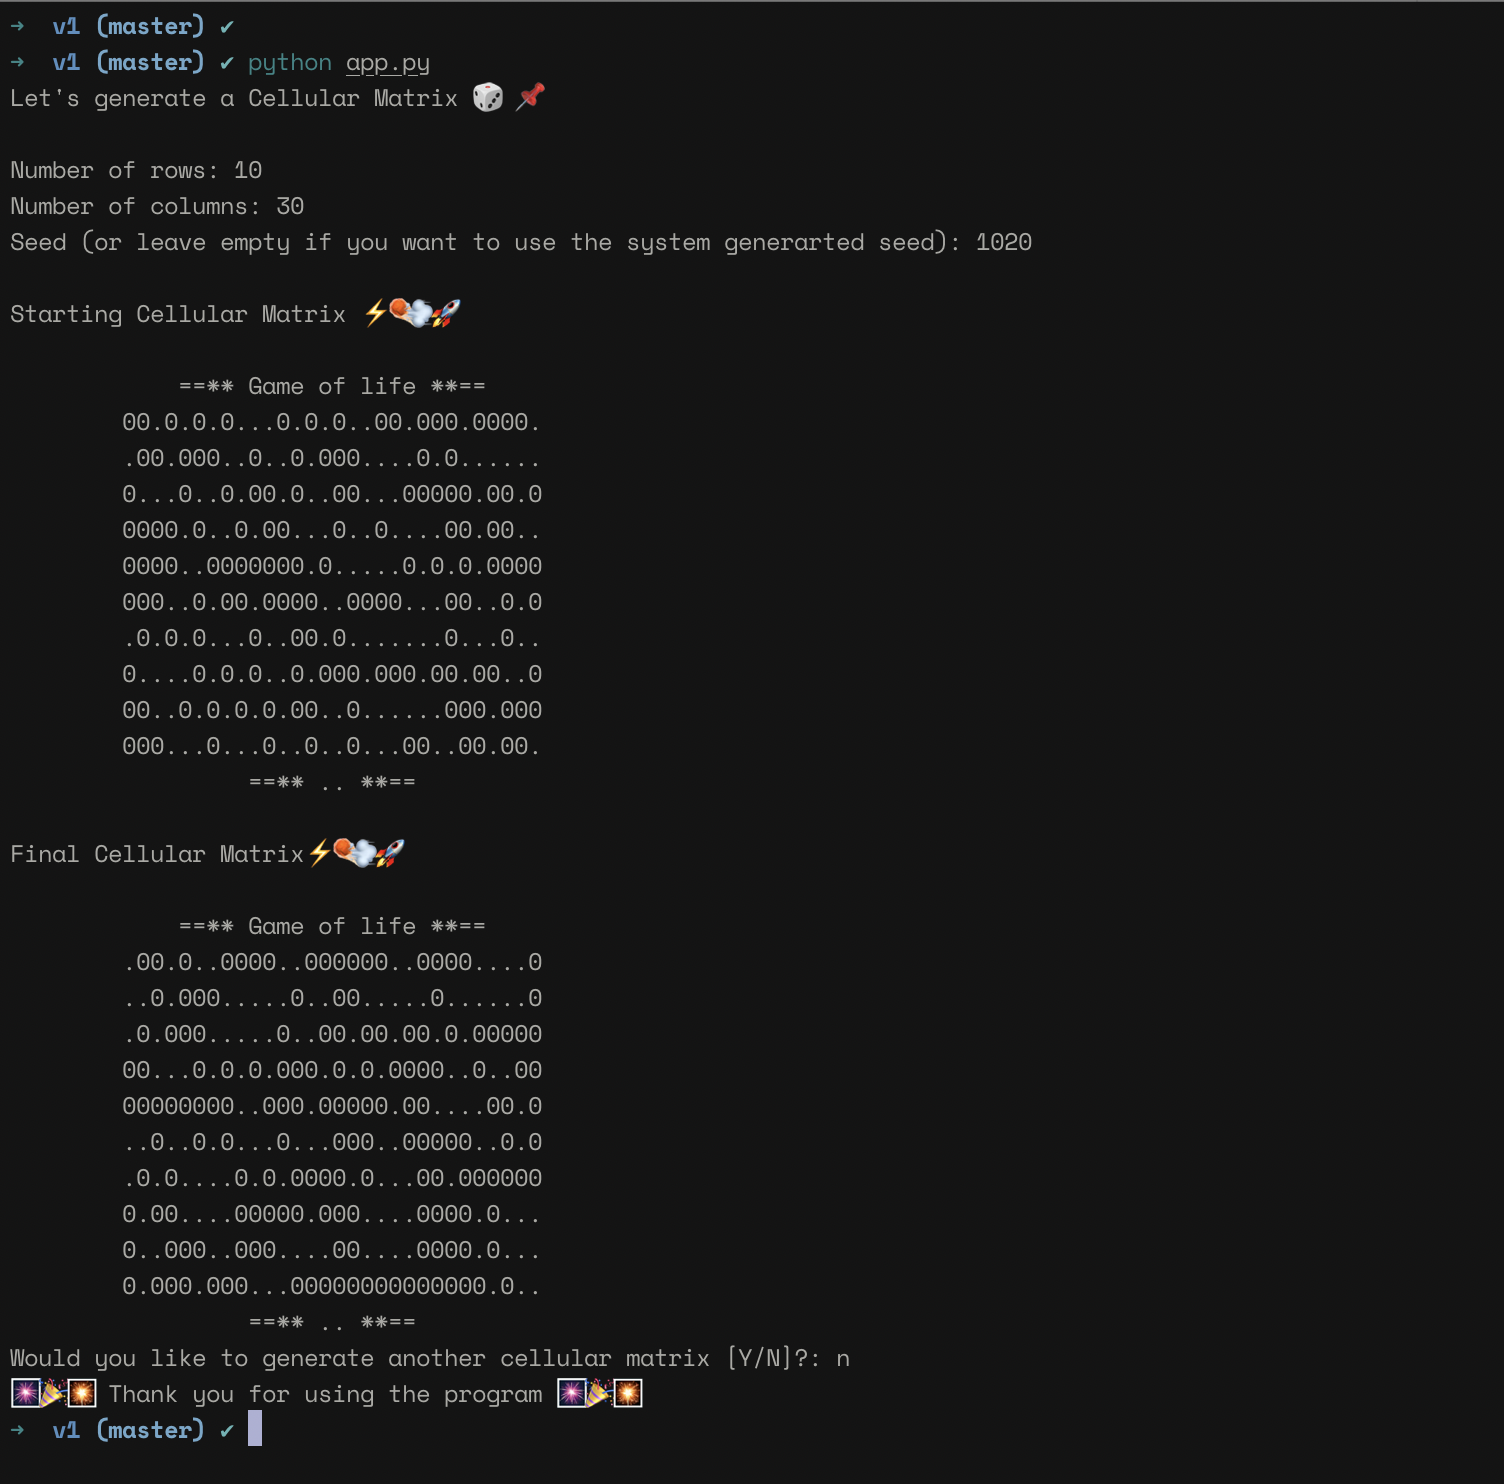 →  v1 (master) ✔
→  v1 (master) ✔ python app.py
Let's generate a Cellular Matrix 🎲 📌

Number of rows: 10
Number of columns: 30
Seed (or leave empty if you want to use the system generarted seed): 1020

Starting Cellular Matrix ⚡☄💨🚀

            ==** Game of life **==
        00.0.0.0...0.0.0..00.000.0000.
        .00.000..0..0.000....0.0......
        0...0..0.00.0..00...00000.00.0
        0000.0..0.00...0..0....00.00..
        0000..0000000.0.....0.0.0.0000
        000..0.00.0000..0000...00..0.0
        .0.0.0...0..00.0.......0...0..
        0....0.0.0..0.000.000.00.00..0
        00..0.0.0.0.00..0......000.000
        000...0...0..0..0...00..00.00.
                 ==** .. **==

Final Cellular Matrix⚡☄💨🚀

            ==** Game of life **==
        .00.0..0000..000000..0000....0
        ..0.000.....0..00.....0......0
        .0.000.....0..00.00.00.0.00000
        00...0.0.0.000.0.0.0000..0..00
        00000000..000.00000.00....00.0
        ..0..0.0...0...000..00000..0.0
        .0.0....0.0.0000.0...00.000000
        0.00....00000.000....0000.0...
        0..000..000....00....0000.0...
        0.000.000...00000000000000.0..
                 ==** .. **==
Would you like to generate another cellular matrix [Y/N]?: n
🎆🎉🎇 Thank you for using the program 🎆🎉🎇
→  v1 (master) ✔